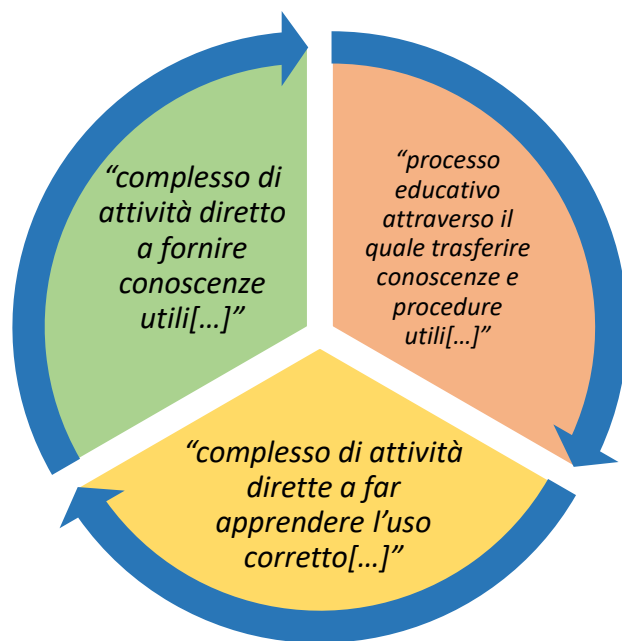 “complesso di
attività diretto
a fornire
conoscenze
utili[…]”
“processo
educativo
attraverso il
quale trasferire
conoscenze e
procedure
utili[…]”
“complesso di attività
dirette a far
apprendere l’uso
corretto[…]”